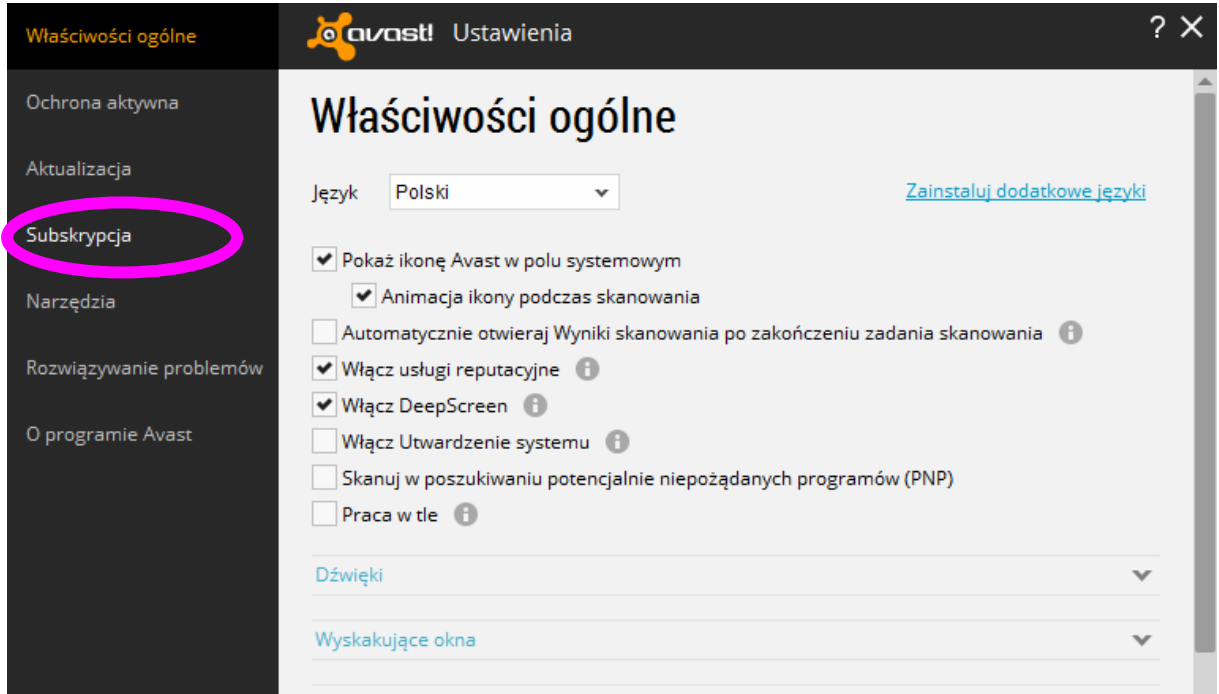 Właściwości ogólne
avast! Ustawienia
?
Ochrona aktywna
Aktualizacja
Subskrypcja
Narzędzia
Rozwiązywanie problemów
O programie Avast
Właściwości ogólne
Język Polski Zainstaluj dodatkowe języki
Pokaż ikonę Avast w polu systemowym
Animacja ikony podczas skanowania
Automatycznie otwieraj Wyniki skanowania po zakończeniu zadania skanowania
Włącz usługi reputacyjne
Włącz DeepScreen
Włącz Utwardzenie systemu
Skanuj w poszukiwaniu potencjalnie niepożądanych programów (PNP)
Praca w tle
Dźwięki
Wyskakujące okna